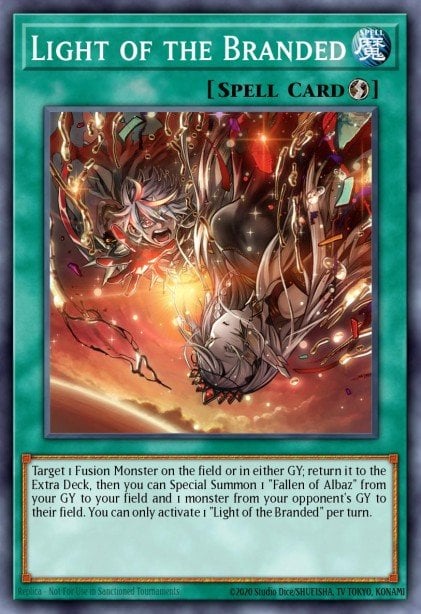 LIGHT OF THE BRANDED
SPELL
魔
[SPELL CARD]
Target 1 Fusion Monster on the field or in either GY; return it to the
Extra Deck, then you can Special Summon 1 "Fallen of Albaz" from
your GY to your field and 1 monster from your opponent's GY to
their field. You can only activate 1 "Light of the Branded" per turn.
Replica - Not For Use in Sanctioned Tournaments
©2020 Studio Dice/SHUEISHA, TV TOKYO, KONAMI